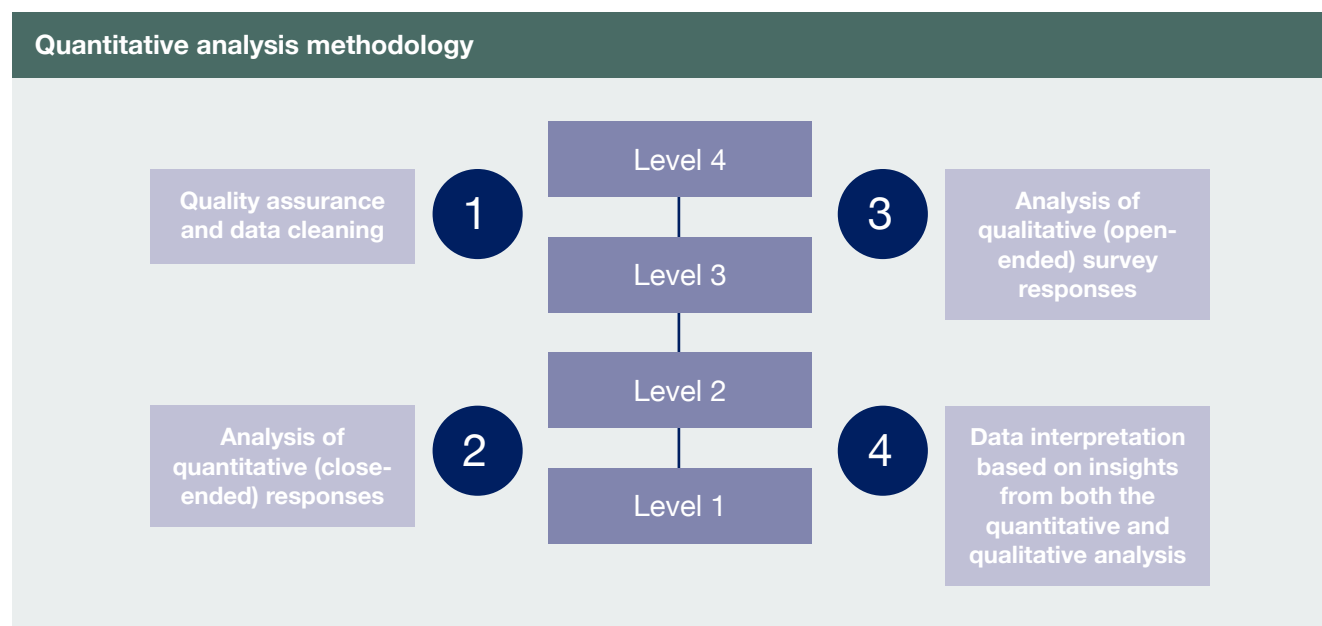 Quantitative analysis methodology
Quality assurance
and data cleaning
1
Analysis of
quantitative (close-
ended) responses
2
Level 4
Level 3
Level 2
Level 1
3
Analysis of
qualitative (open-
ended) survey
responses
4
Data interpretation
based on insights
from both the
quantitative and
qualitative analysis